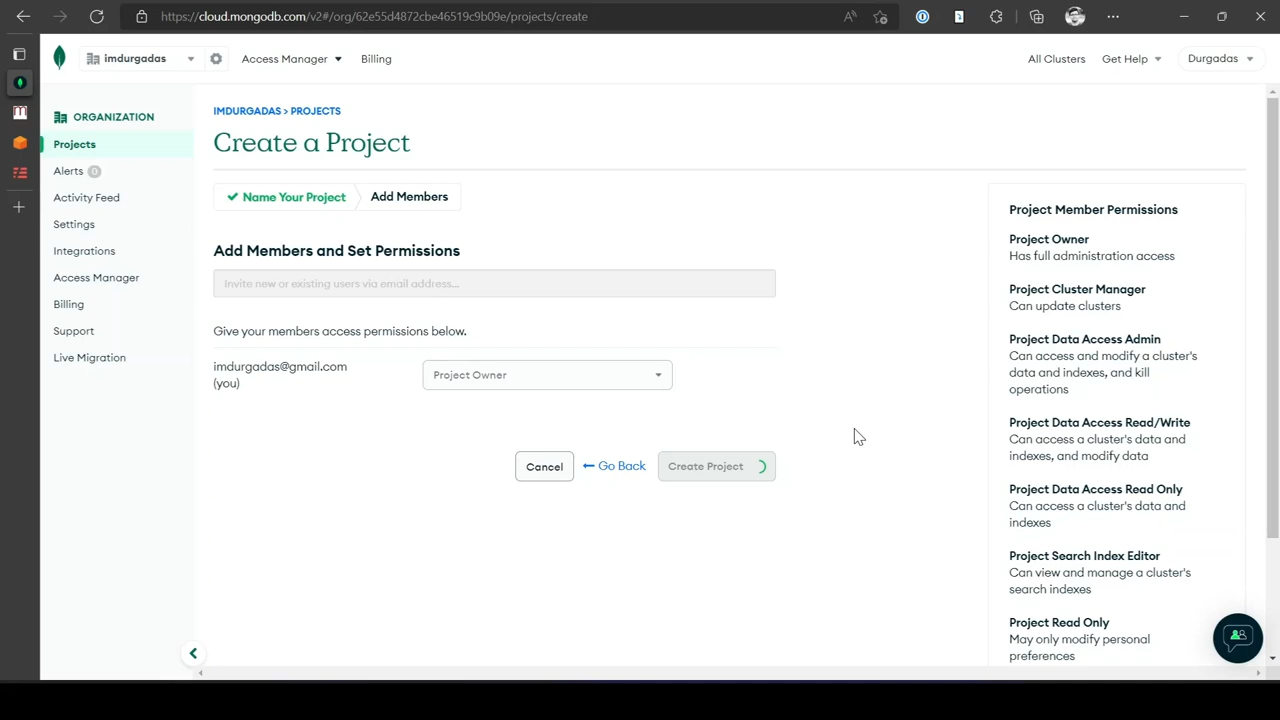 https://cloud.mongodb.com/v2#/org/62e55d4872cbe46519c9b09e/projects/create
imdurgadas
Access Manager
Billing
All Clusters
Get Help
Durgadas
ORGANIZATION
Projects
Alerts 0
Activity Feed
Settings
Integrations
Access Manager
Billing
Support
Live Migration
IMDURGADAS > PROJECTS
Create a Project
Name Your Project
Add Members
Add Members and Set Permissions
Invite new or existing users via email address...
Give your members access permissions below.
imdurgadas@gmail.com
(you)
Project Owner
Cancel
Go Back
Create Project
Project Member Permissions
Project Owner
Has full administration access
Project Cluster Manager
Can update clusters
Project Data Access Admin
Can access and modify a cluster's
data and indexes, and kill
operations
Project Data Access Read/Write
Can access a cluster's data and
indexes, and modify data
Project Data Access Read Only
Can access a cluster's data and
indexes
Project Search Index Editor
Can view and manage a cluster's
search indexes
Project Read Only
May only modify personal
preferences